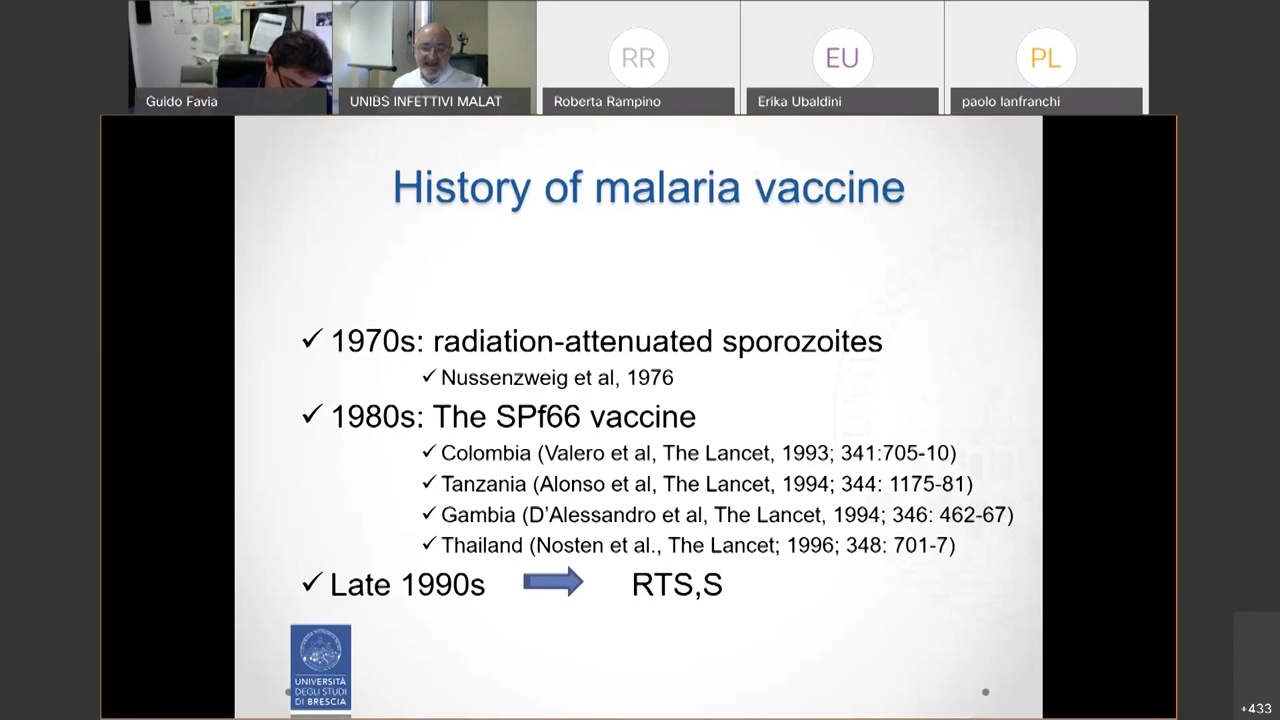 RR
EU
PL
Guido Favia
UNIBS INFETTIVI MALAT
Roberta Rampino
Erika Ubaldini
paolo lanfranchi
History of malaria vaccine
✓ 1970s: radiation-attenuated sporozoites
✓ Nussenzweig et al, 1976
✓ 1980s: The SPf66 vaccine
✓ Colombia (Valero et al, The Lancet, 1993; 341:705-10)
✓ Tanzania (Alonso et al, The Lancet, 1994; 344: 1175-81)
✓ Gambia (D'Alessandro et al, The Lancet, 1994; 346: 462-67)
✓ Thailand (Nosten et al., The Lancet; 1996; 348: 701-7)
✓ Late 1990s RTS,S
UNIVERSITÀ
DEGLI STUDI
DI BRESCIA
+433